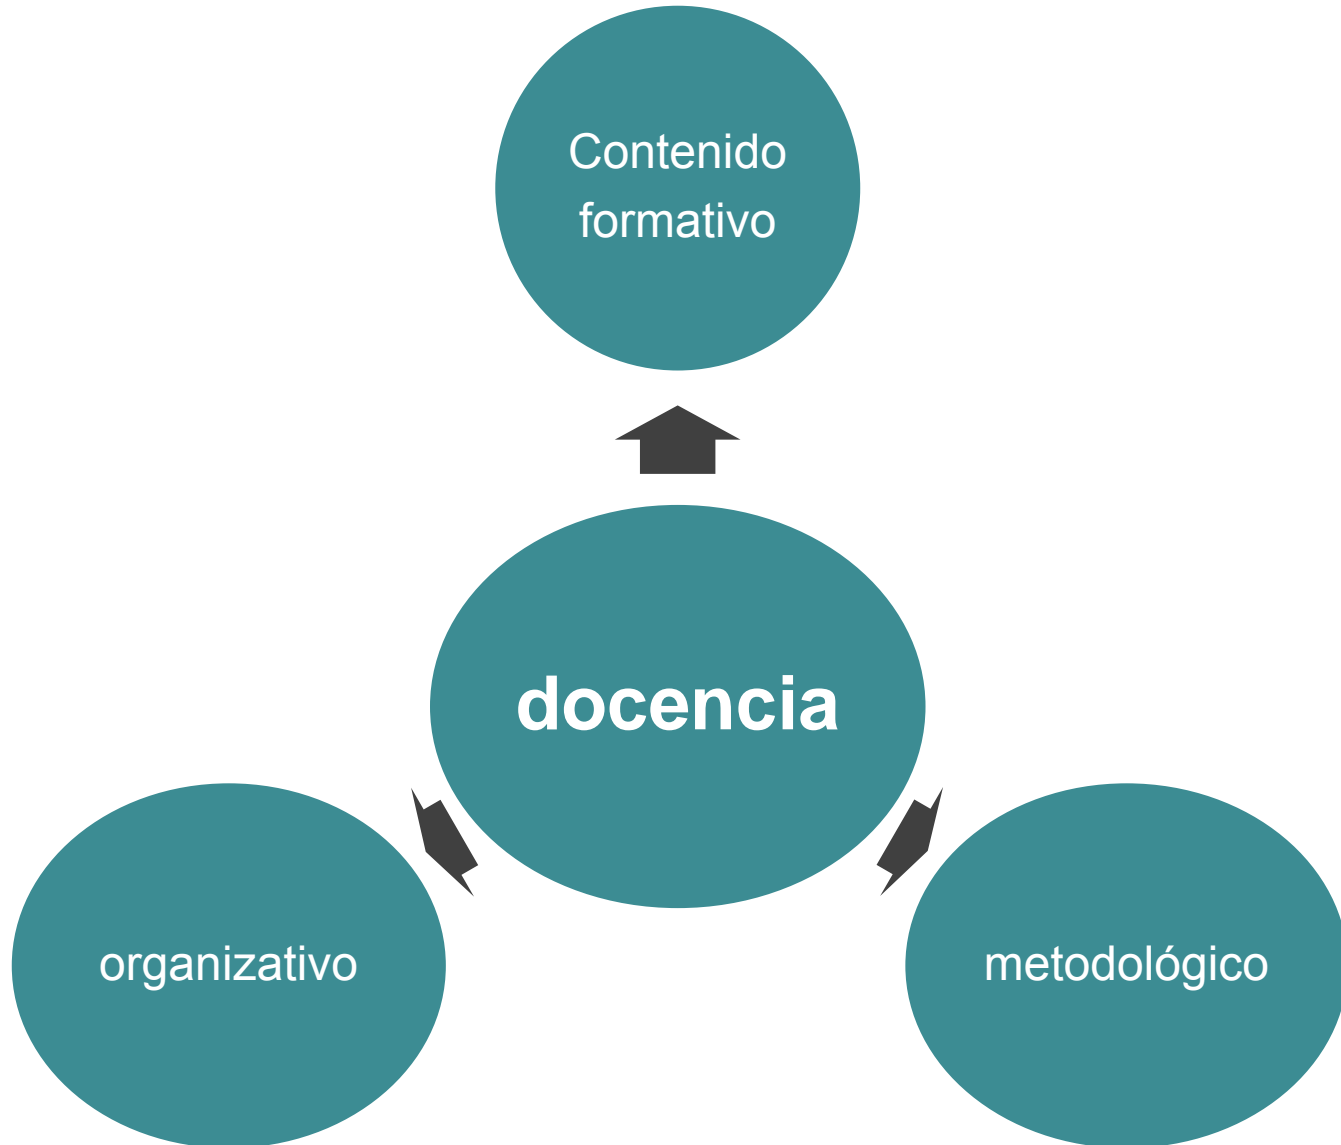 Contenido
formativo
docencia
organizativo
metodológico